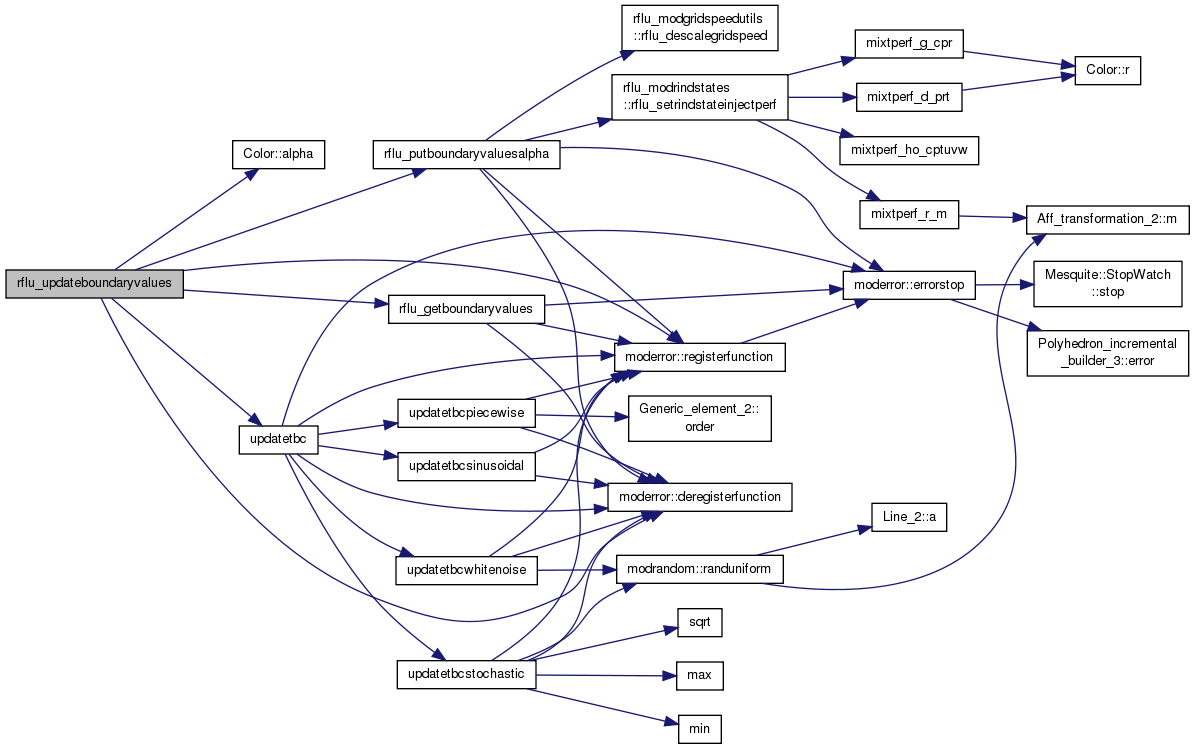 rflu_updateboundaryvalues
Color::alpha
rflu_putboundaryvaluesalpha
rflu_getboundaryvalues
updatetbc
updatetbcpiecewise
updatetbcsinusoidal
updatetbcwhitenoise
updatetbcstochastic
rflu_modgridspeedutils
::rflu_descalegridspeed
rflu_modrindstates
::rflu_setrindstateinjectperf
moderror::registerfunction
Generic_element_2::
order
moderror::deregisterfunction
modrandom::randuniform
sqrt
max
min
mixtperf_g_cpr
mixtperf_d_prt
mixtperf_ho_cptuvw
mixtperf_r_m
moderror::errorstop
Line_2::a
Color::r
Aff_transformation_2::m
Mesquite::StopWatch
::stop
Polyhedron_incremental
_builder_3::error